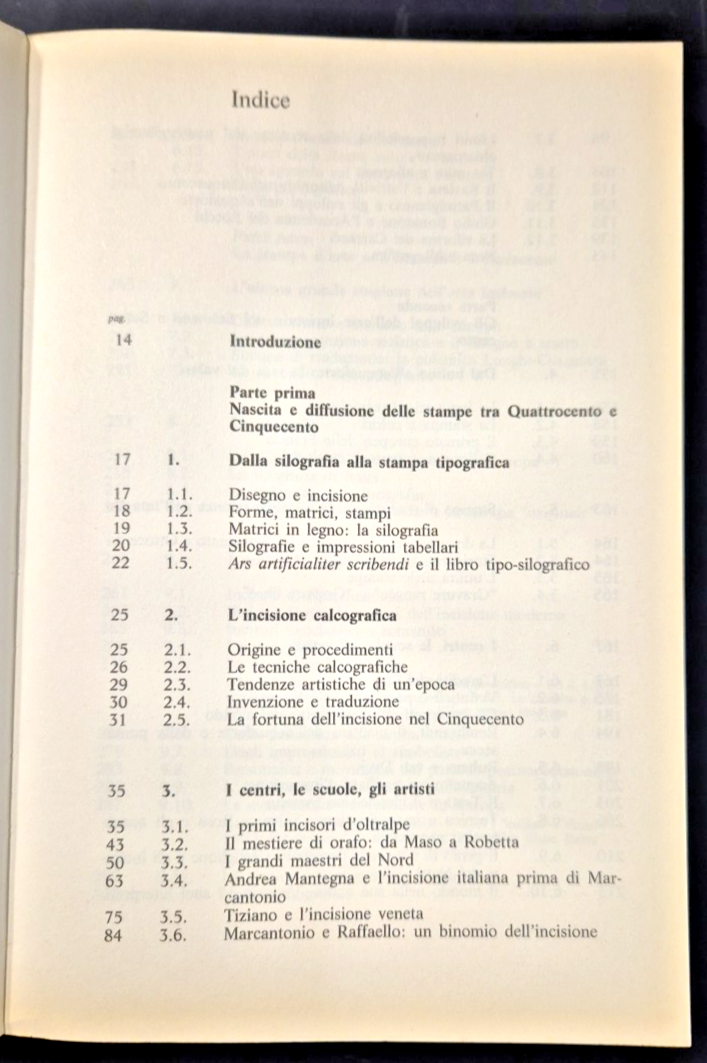 Indice
pag.
14 Introduzione
Parte prima
Nascita e diffusione delle stampe tra Quattrocento e
Cinquecento
17 1. Dalla silografia alla stampa tipografica
17 1.1. Disegno e incisione
18 1.2. Forme, matrici, stampi
19 1.3. Matrici in legno: la silografia
20 1.4. Silografie e impressioni tabellari
22 1.5. Ars artificialiter scribendi e il libro tipo-silografico
25 2. L'incisione calcografica
25 2.1. Origine e procedimenti
26 2.2. Le tecniche calcografiche
29 2.3. Tendenze artistiche di un'epoca
30 2.4. Invenzione e traduzione
31 2.5. La fortuna dell'incisione nel Cinquecento
35 3. I centri, le scuole, gli artisti
35 3.1. I primi incisori d'oltralpe
43 3.2. Il mestiere di orafo: da Maso a Robetta
50 3.3. I grandi maestri del Nord
63 3.4. Andrea Mantegna e l'incisione italiana prima di Mar-
cantonio
75 3.5. Tiziano e l'incisione veneta
84 3.6. Marcantonio e Raffaello: un binomio dell'incisione